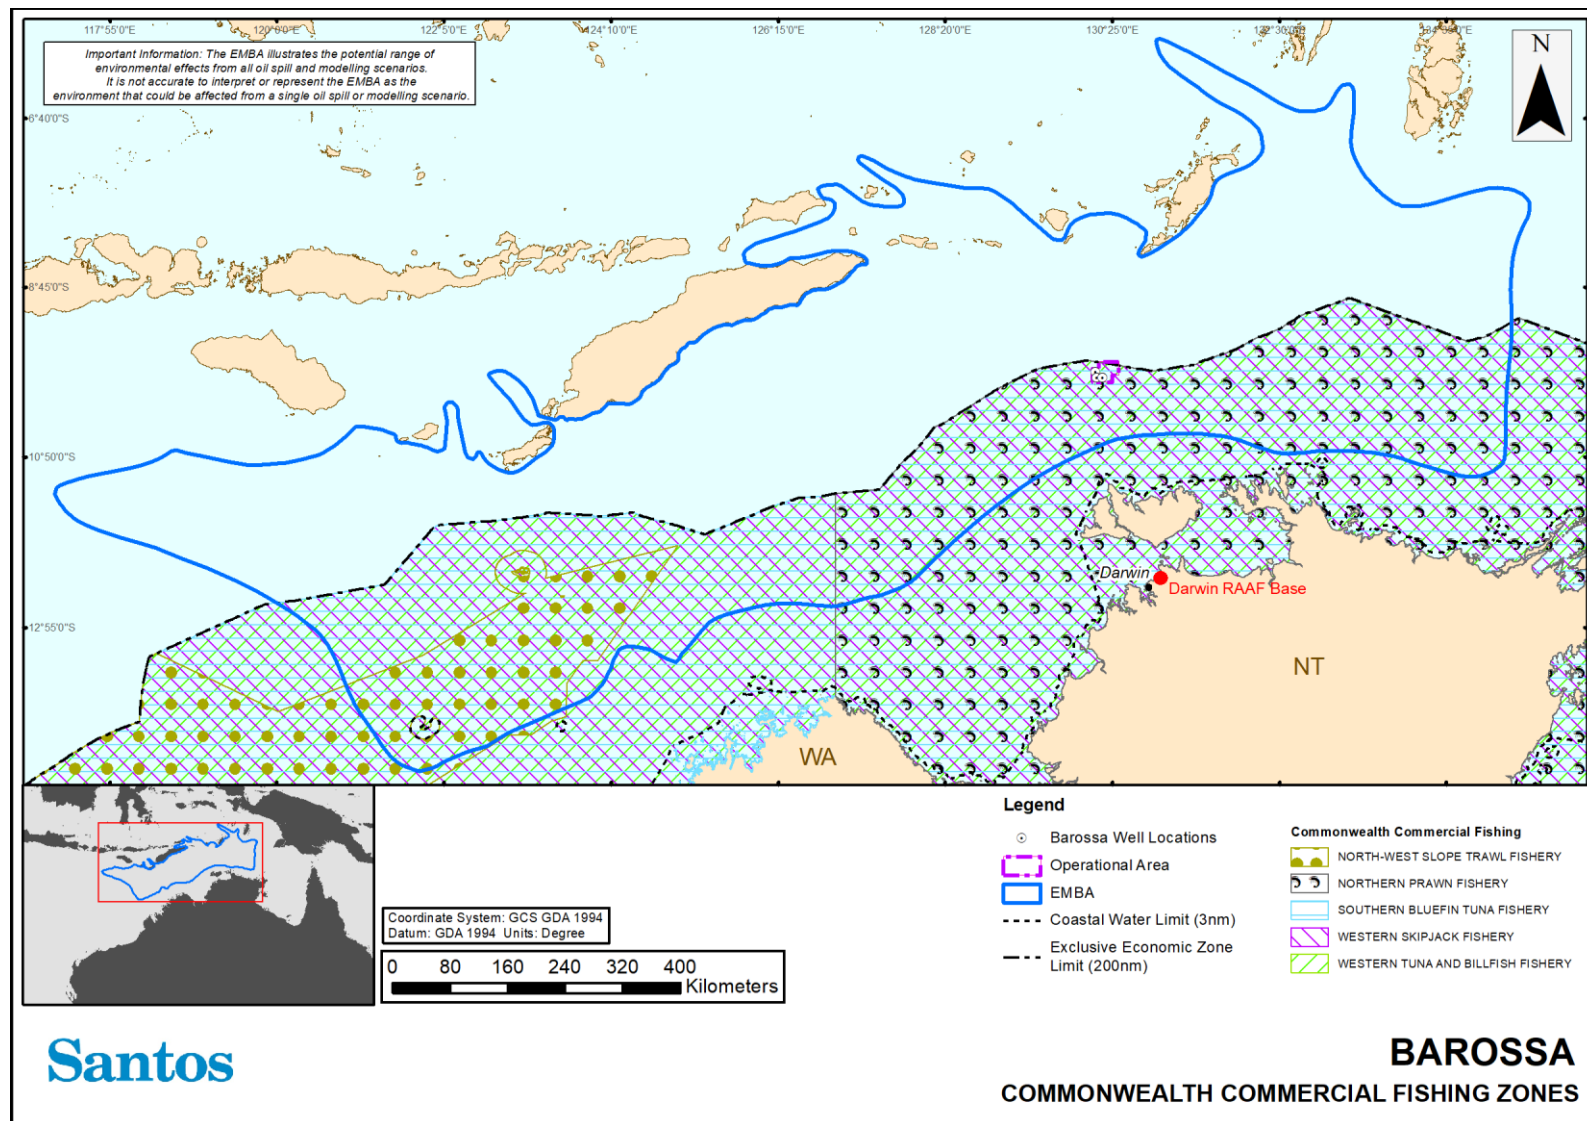 117°55'0"E 120°0'0"E 122°5'0"E 124°10'0"E 126°15'0"E 128°20'0"E 130°25'0"E
Important Information: The EMBA illustrates the potential range of
environmental effects from all oil spill and modelling scenarios.
It is not accurate to interpret or represent the EMBA as the
environment that could be affected from a single oil spill or modelling scenario.
N
6°40'0"S
8°45'0"S
10°50'0"S
12°55'0"S
Darwin
Darwin RAAF Base
NT
WA
Legend
Barossa Well Locations
Operational Area
EMBA
Coastal Water Limit (3nm)
Exclusive Economic Zone
Limit (200nm)
Commonwealth Commercial Fishing
NORTH-WEST SLOPE TRAWL FISHERY
NORTHERN PRAWN FISHERY
SOUTHERN BLUEFIN TUNA FISHERY
WESTERN SKIPJACK FISHERY
WESTERN TUNA AND BILLFISH FISHERY
Coordinate System: GCS GDA 1994
Datum: GDA 1994 Units: Degree
0 80 160 240 320 400
Kilometers
Santos
BAROSSA
COMMONWEALTH COMMERCIAL FISHING ZONES